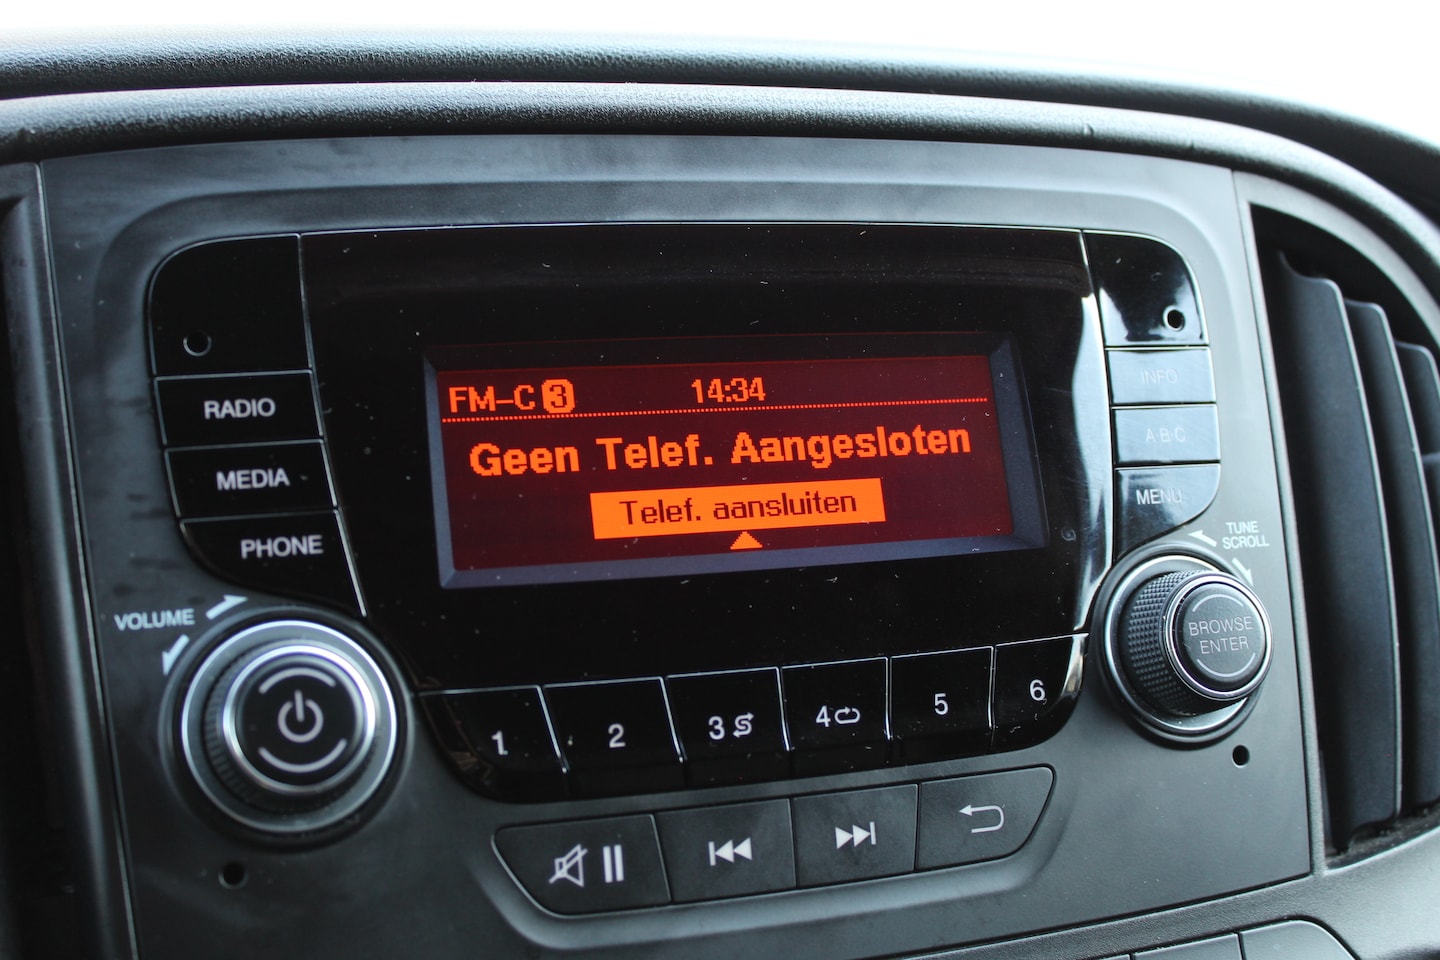 FM-C 3 14:34
Geen Telef. Aangesloten
Telef. aansluiten
RADIO
MEDIA
PHONE
INFO
A·B·C
MENU
VOLUME
TUNE
SCROLL
BROWSE
ENTER
1 2 3 4 5 6